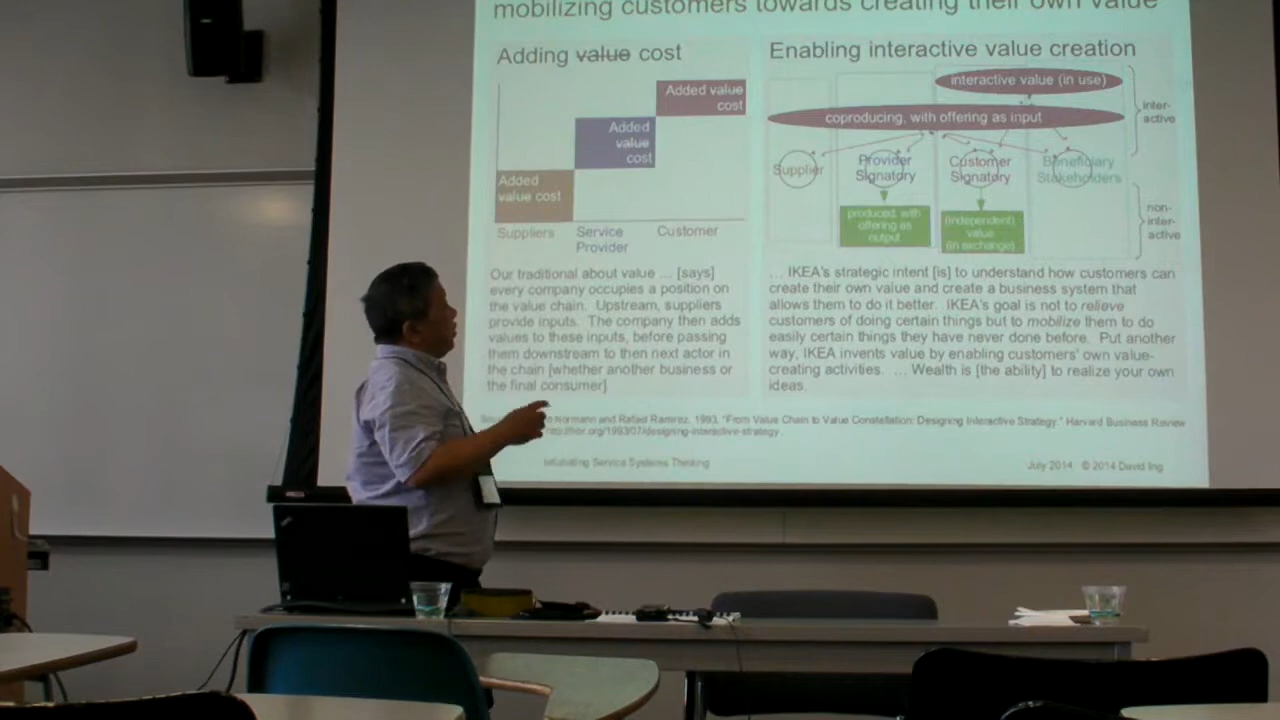 mobilizing customers towards creating their own value
Adding value cost
Added value
cost
Added
value
cost
Added
value cost
Suppliers
Service
Provider
Customer
Our traditional about value ... [says]
every company occupies a position on
the value chain. Upstream, suppliers
provide inputs. The company then adds
values to these inputs, before passing
them downstream to then next actor in
the chain [whether another business or
the final consumer]
Enabling interactive value creation
interactive value (in use)
coproducing, with offering as input
inter-
active
Supplier
Provider
Signatory
Customer
Signatory
Beneficiary
Stakeholders
produced, with
offering as
output
(independent)
value
(in exchange)
non-
inter-
active
... IKEA's strategic intent [is] to understand how customers can
create their own value and create a business system that
allows them to do it better. IKEA's goal is not to relieve
customers of doing certain things but to mobilize them to do
easily certain things they have never done before. Put another
way, IKEA invents value by enabling customers' own value-
creating activities. ... Wealth is [the ability] to realize your own
ideas.
Normann and Rafael Ramirez. 1993. "From Value Chain to Value Constellation: Designing Interactive Strategy." Harvard Business Review
hbr.org/1993/07/designing-interactive-strategy.
Service Systems Thinking
July 2014 © 2014 David Ing